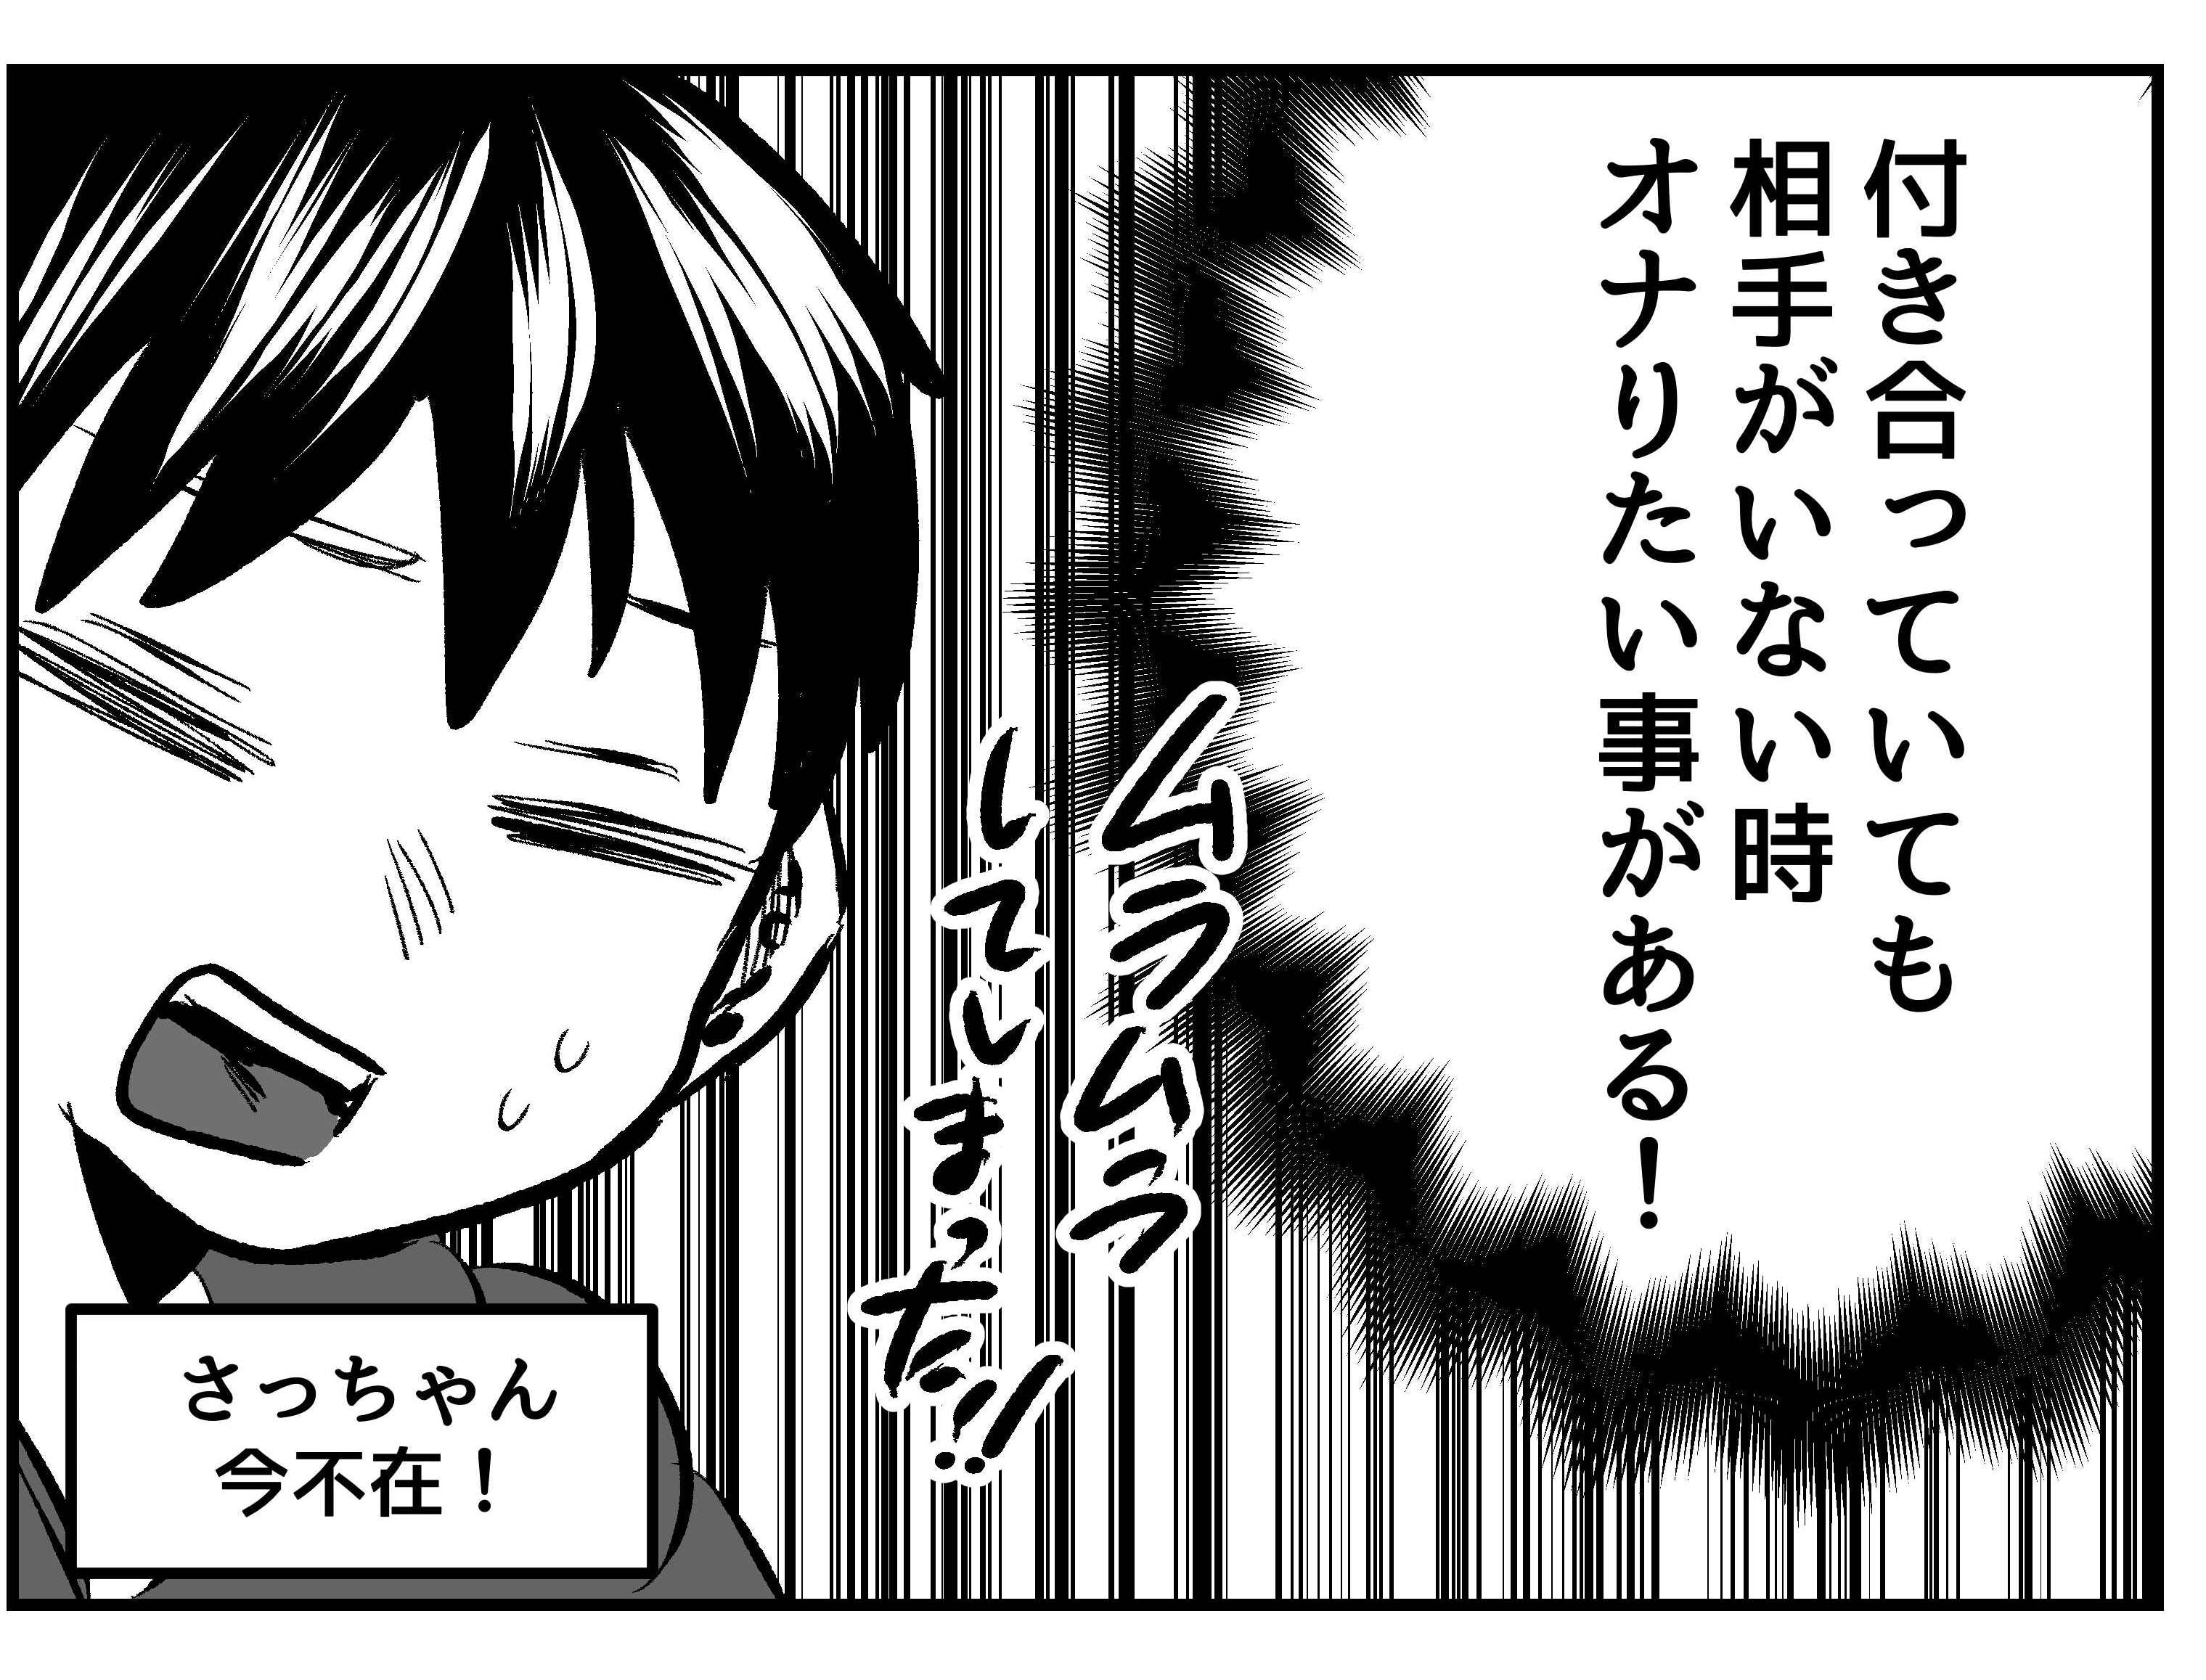 付き合っていても
相手がいない時
オナりたい事がある！
ムラムラ
してしまった!!
さっちゃん
今不在！